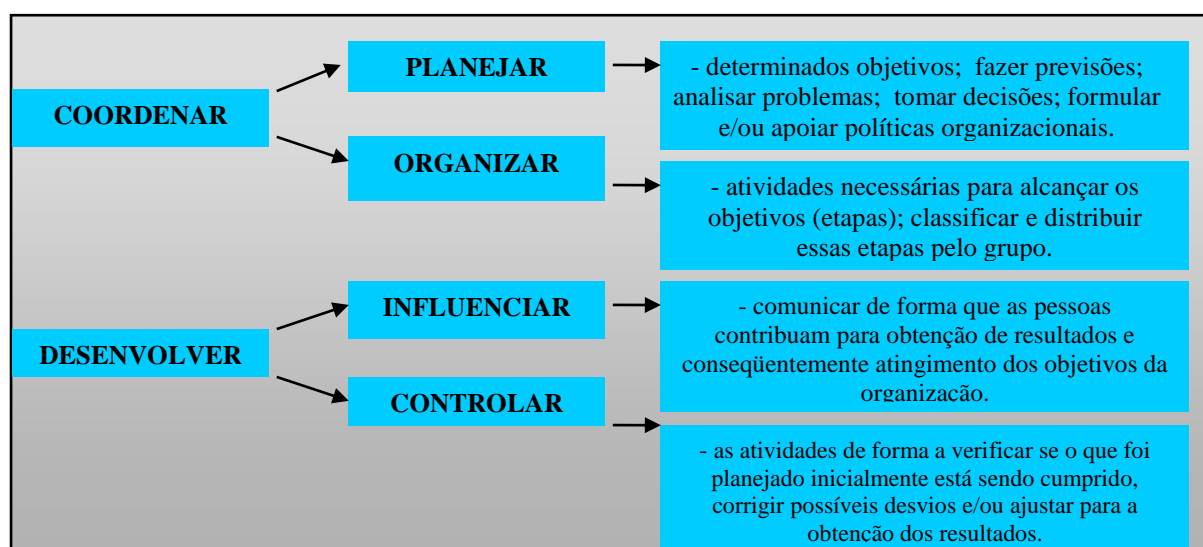 COORDENAR
PLANEJAR
- determinados objetivos; fazer previsões;
analisar problemas; tomar decisões; formular
e/ou apoiar políticas organizacionais.
ORGANIZAR
- atividades necessárias para alcançar os
objetivos (etapas); classificar e distribuir
essas etapas pelo grupo.
DESENVOLVER
INFLUENCIAR
- comunicar de forma que as pessoas
contribuam para obtenção de resultados e
conseqüentemente atingimento dos objetivos da
organização.
CONTROLAR
- as atividades de forma a verificar se o que foi
planejado inicialmente está sendo cumprido,
corrigir possíveis desvios e/ou ajustar para a
obtenção dos resultados.